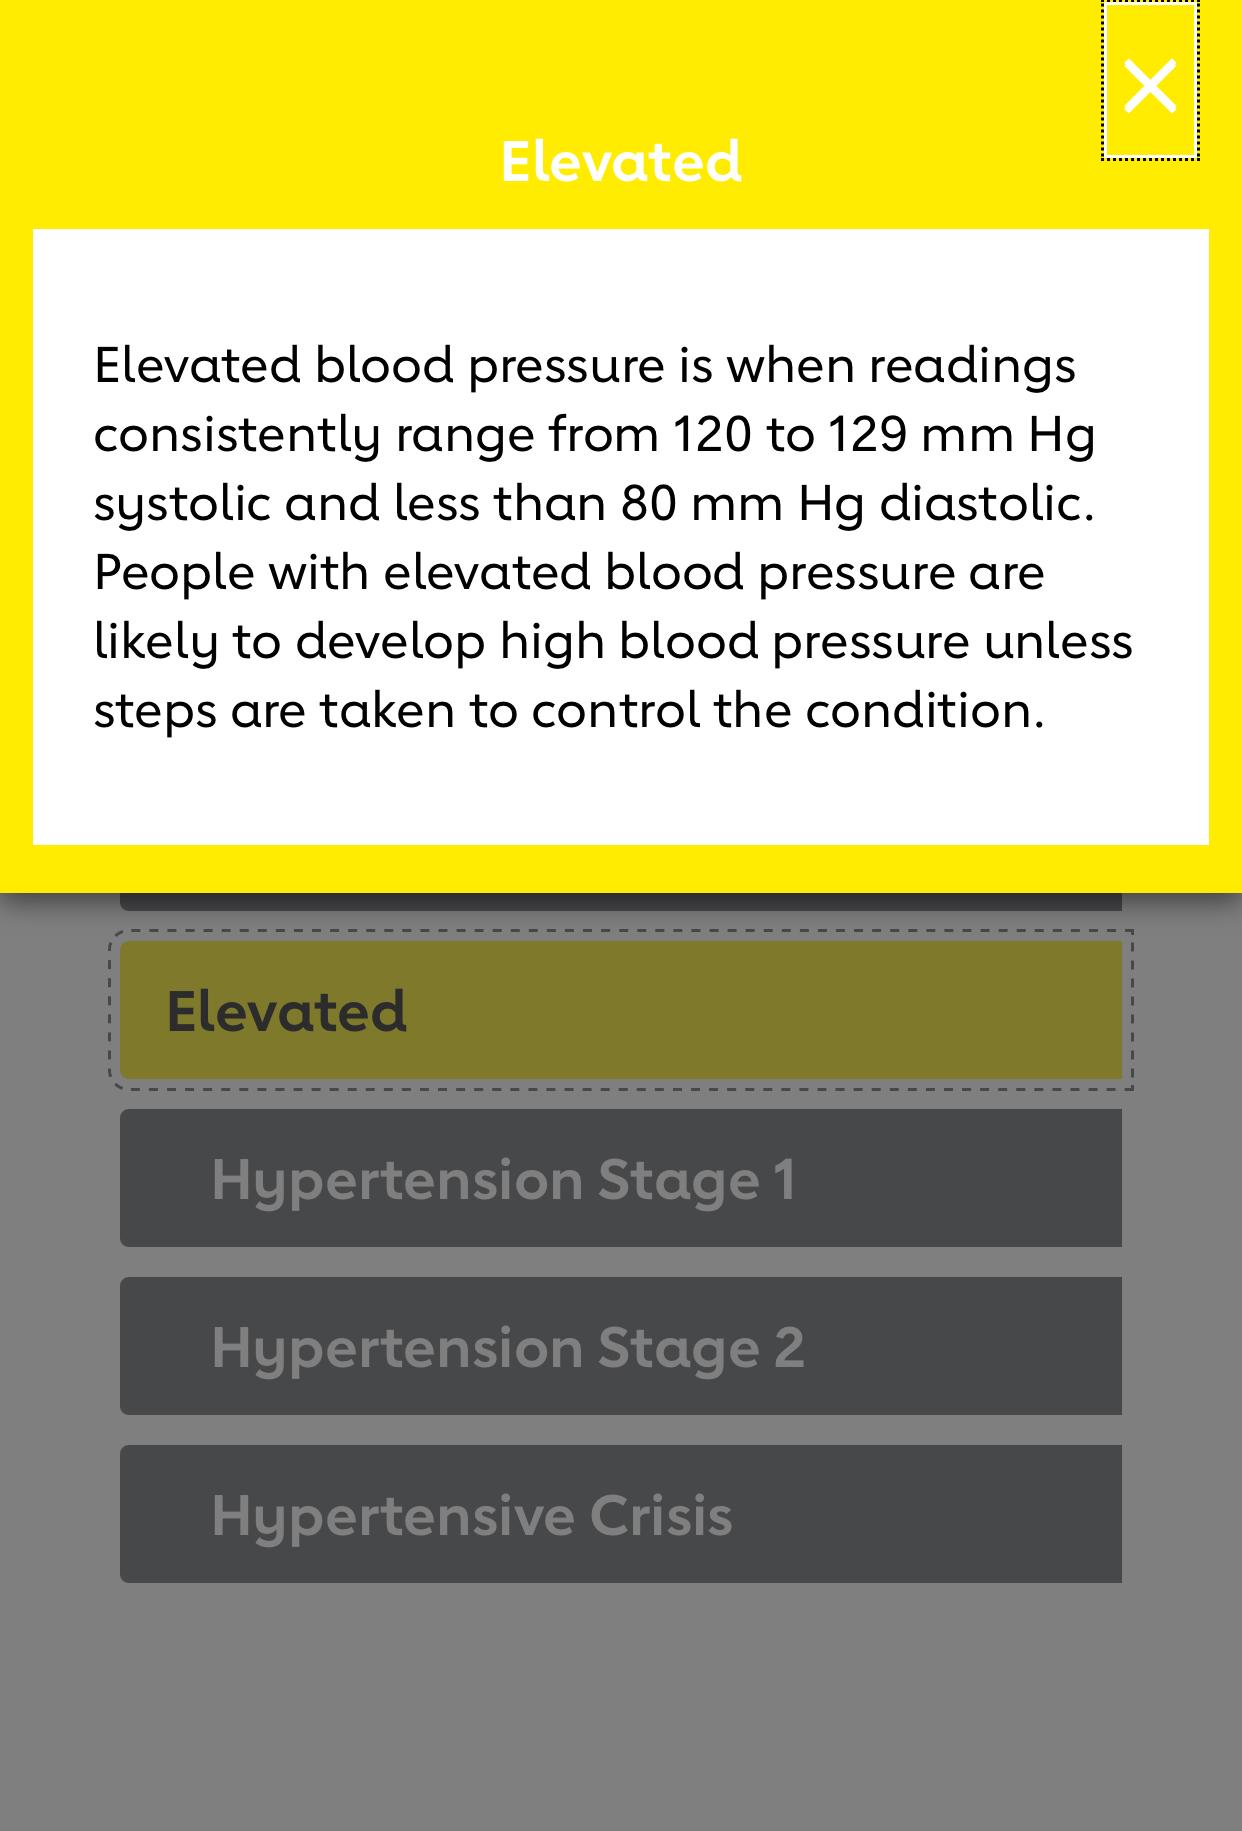 Elevated
Elevated blood pressure is when readings
consistently range from 120 to 129 mm Hg
systolic and less than 80 mm Hg diastolic.
People with elevated blood pressure are
likely to develop high blood pressure unless
steps are taken to control the condition.
Elevated
Hypertension Stage 1
Hypertension Stage 2
Hypertensive Crisis